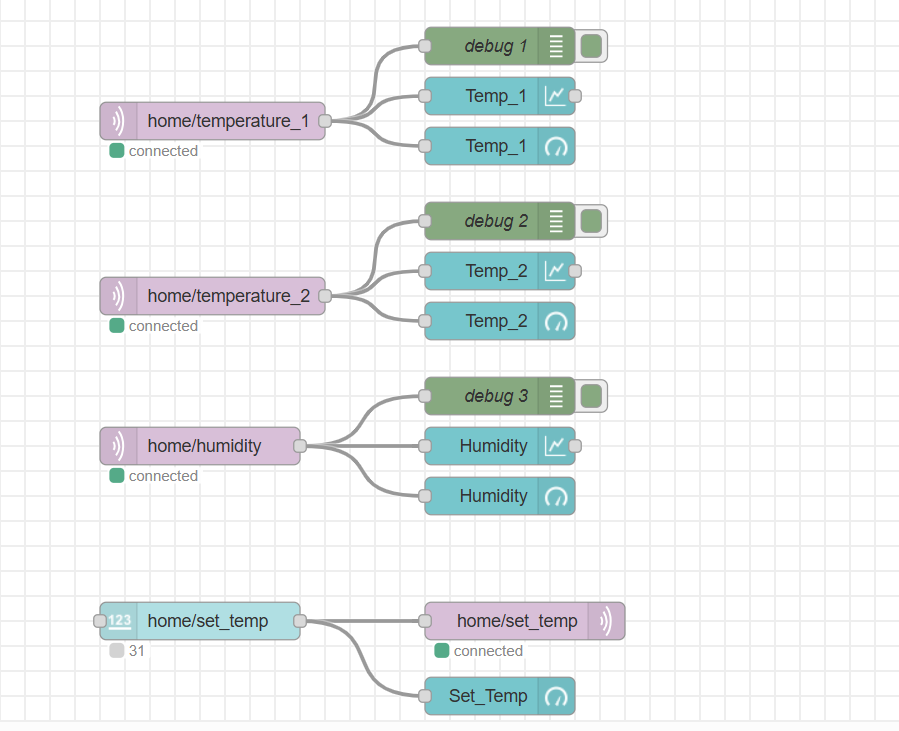 debug 1
Temp_1
home/temperature_1
Temp_1
connected
debug 2
Temp_2
home/temperature_2
Temp_2
connected
debug 3
home/humidity
Humidity
connected
Humidity
123
home/set_temp
home/set_temp
31
connected
Set_Temp